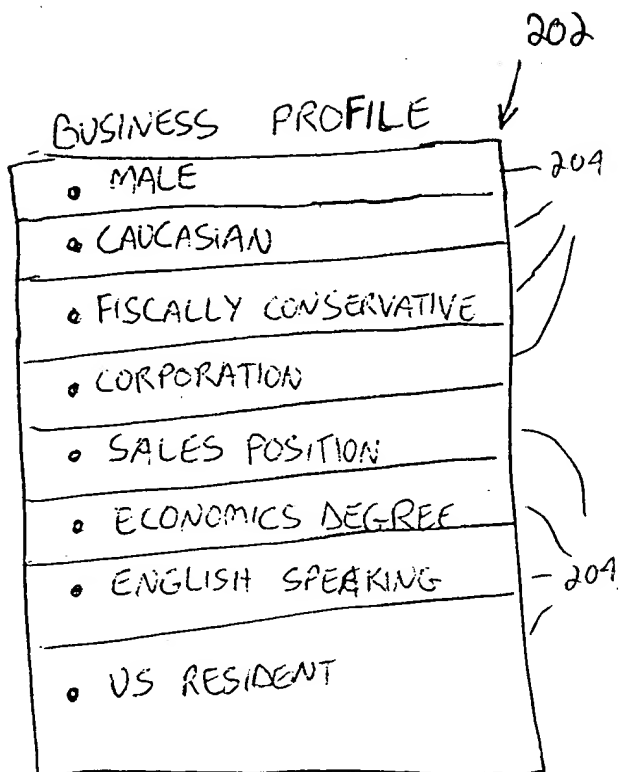 202
BUSINESS PROFILE
• MALE
204
• CAUCASIAN
• FISCALLY CONSERVATIVE
• CORPORATION
• SALES POSITION
• ECONOMICS DEGREE
• ENGLISH SPEAKING
204
• US RESIDENT